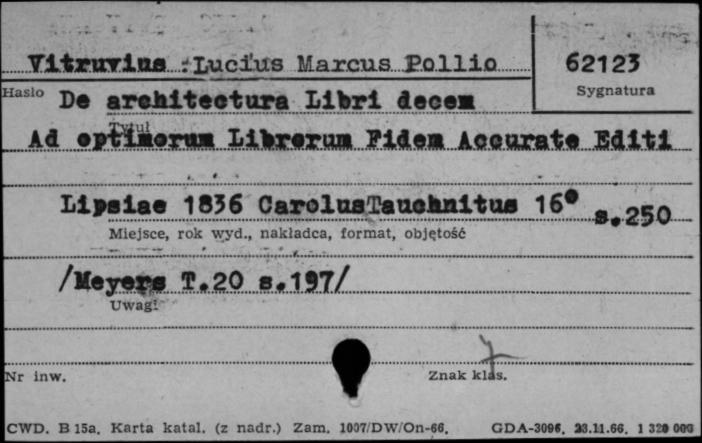 Vitruvius :Lucius Marcus Pollio
62123
Hasło
Sygnatura
De architectura Libri decem
Tytuł
Ad optimorum Librorum Fidem Accurate Editi
Lipsiae 1836 CarolusTauchnitus 16° s.250
Miejsce, rok wyd., nakładca, format, objętość
/Meyers T.20 s.197/
Uwagi
Nr inw.
Znak klas.
CWD. B 15a. Karta katal. (z nadr.) Zam. 1007/DW/On-66. GDA-3096. 23.11.66. 1 320 000